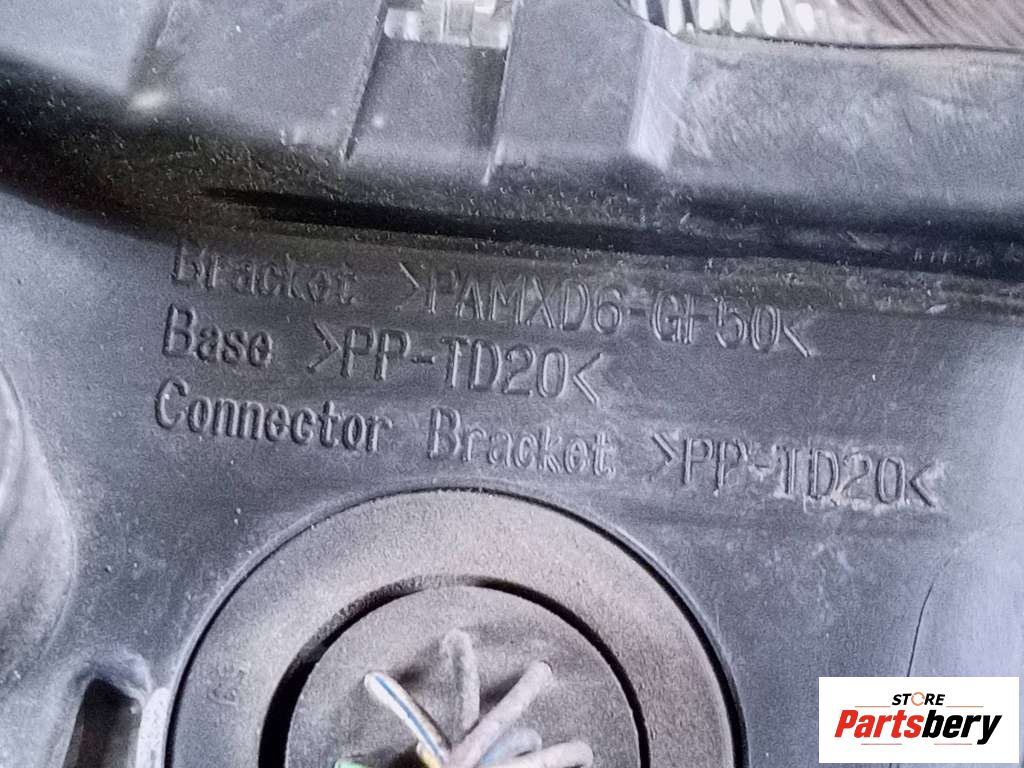 Bracket >PAMXD6-GF50<
Base >PP-TD20<
Connector Bracket >PP-TD20<
STORE
Partsbery